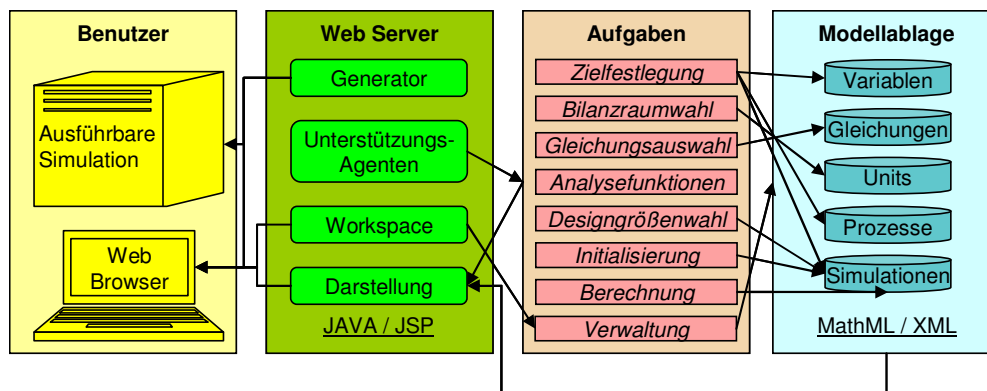 Benutzer
Ausführbare
Simulation
Web
Browser
Web Server
Generator
Unterstützungs-
Agenten
Workspace
Darstellung
JAVA / JSP
Aufgaben
Zielfestlegung
Bilanzraumwahl
Gleichungsauswahl
Analysefunktionen
Designgrößenwahl
Initialisierung
Berechnung
Verwaltung
Modellablage
Variablen
Gleichungen
Units
Prozesse
Simulationen
MathML / XML